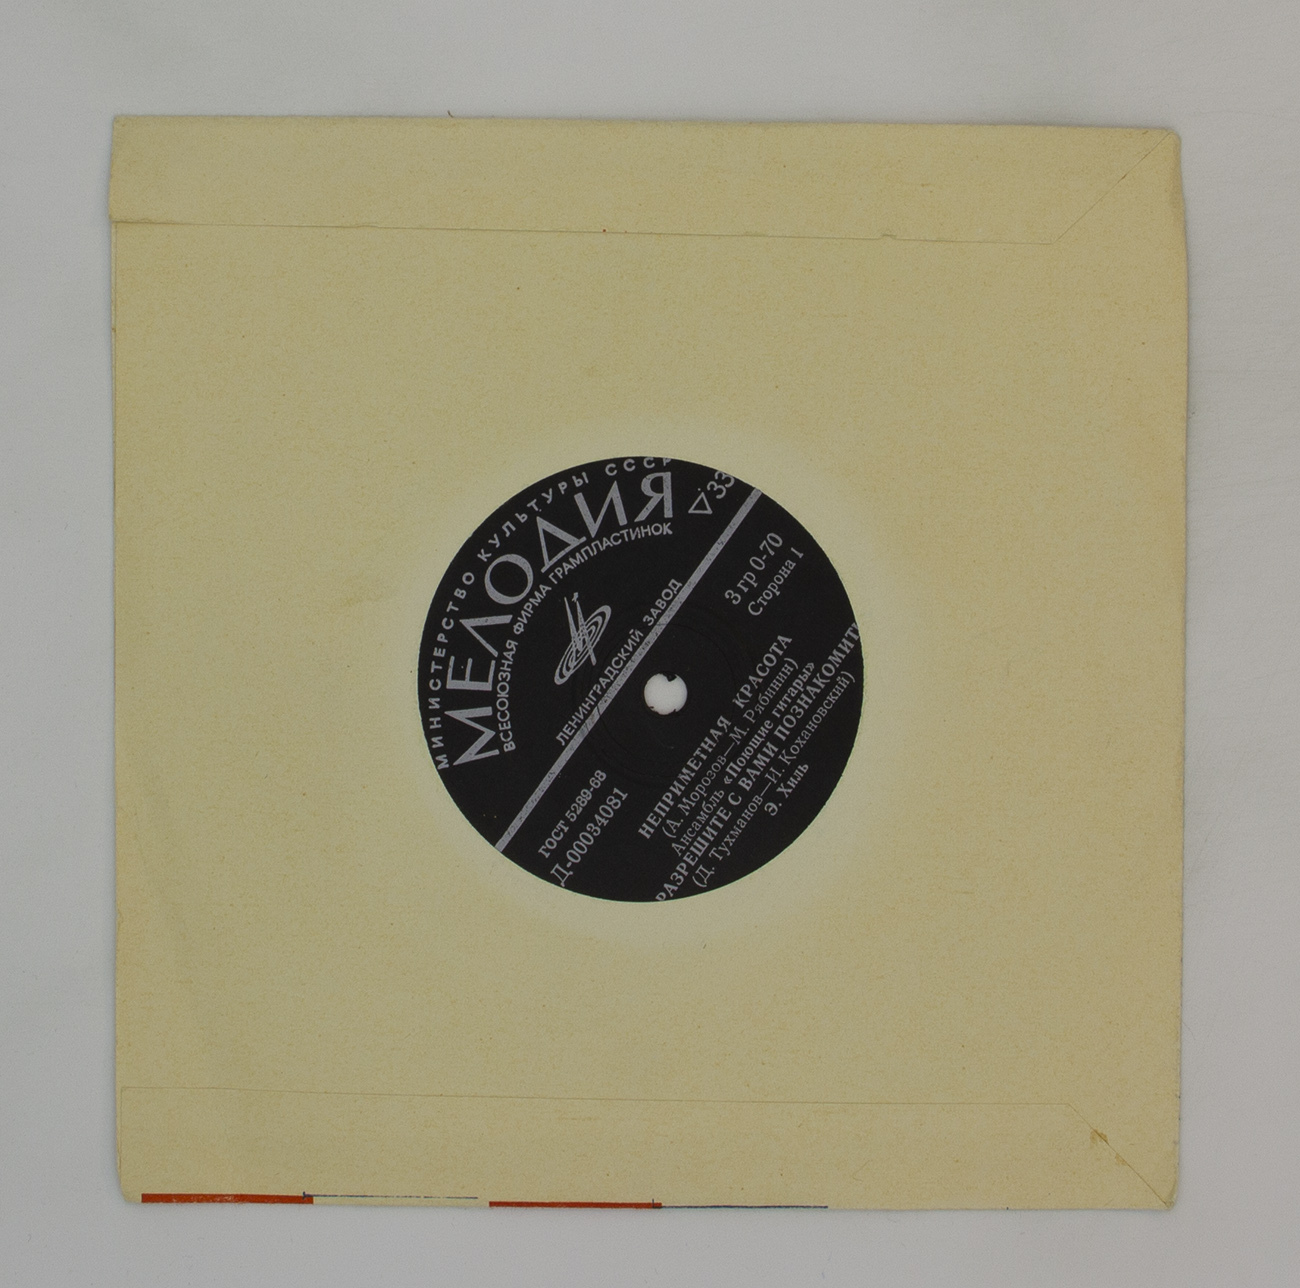 МИНИСТЕРСТВО КУЛЬТУРЫ СССР
МЕЛОДИЯ
ВСЕСОЮЗНАЯ ФИРМА ГРАМПЛАСТИНОК
33
ЛЕНИНГРАДСКИЙ ЗАВОД
ГОСТ 5289-68
Д-00034081
3 гр 0-70
Сторона 1
НЕПРИМЕТНАЯ КРАСОТА
(А. Морозов—М. Рябинин)
Ансамбль «Поющие гитары»
РАЗРЕШИТЕ С ВАМИ ПОЗНАКОМИТЬ
(Д. Тухманов—И. Кохановский)
Э. Хиль